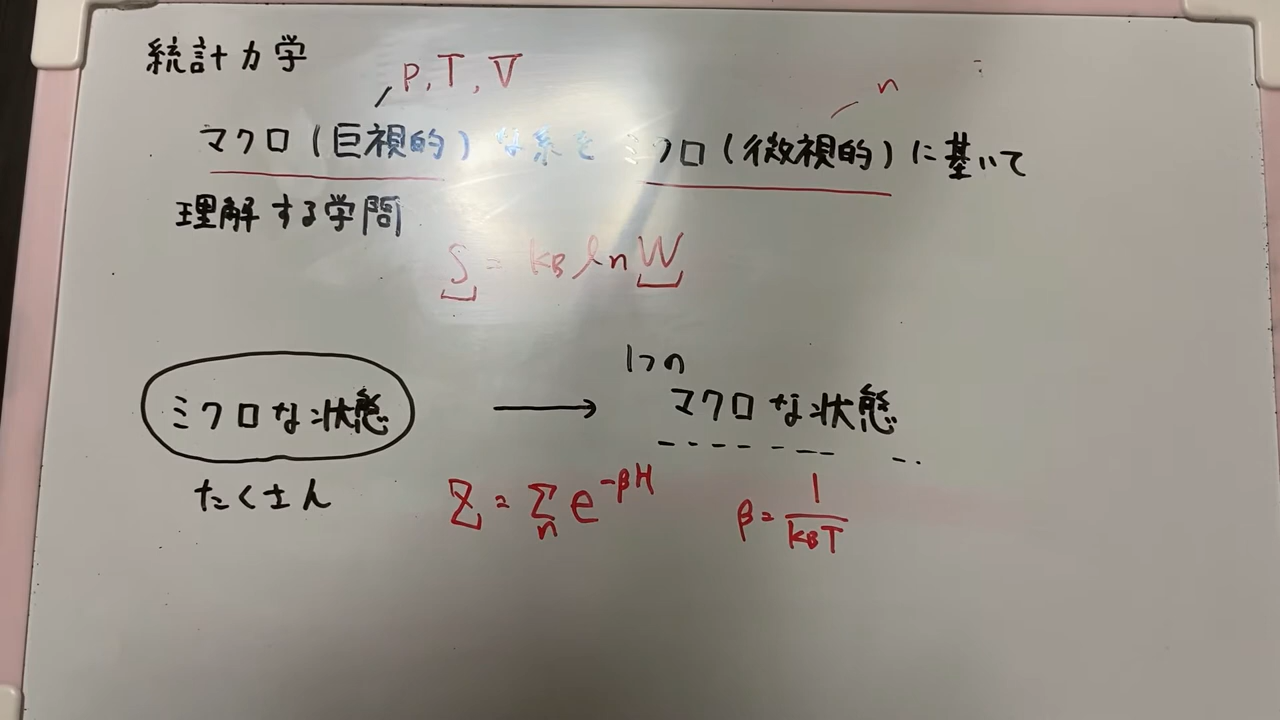 統計力学
P, T, V
n
マクロ(巨視的)な系をミクロ(微視的)に基いて
理解する学問
S = kB ln W
1つの
ミクロな状態 → マクロな状態
たくさん
Z = Σ_n e^{-βH} β = 1/(kBT)